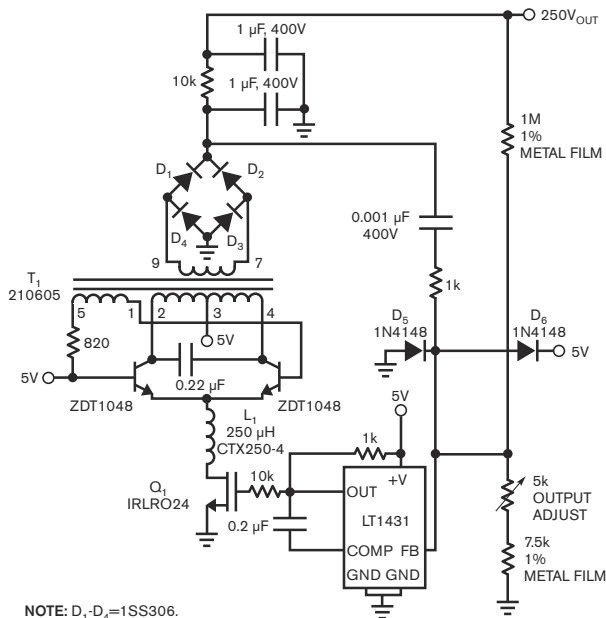 250V_OUT
1 µF, 400V
10k
1 µF, 400V
1M
1%
METAL FILM
D1
D2
D4
D3
0.001 µF
400V
9
7
1k
T1
210605
5
1
2
3
4
D5
1N4148
D6
1N4148
820
5V
5V
5V
0.22 µF
ZDT1048
ZDT1048
5V
L1
250 µH
CTX250-4
1k
+V
Q1
IRLRO24
10k
OUT
5k
OUTPUT
ADJUST
LT1431
0.2 µF
COMP
FB
7.5k
1%
METAL FILM
GND GND
NOTE: D1-D4=1SS306.